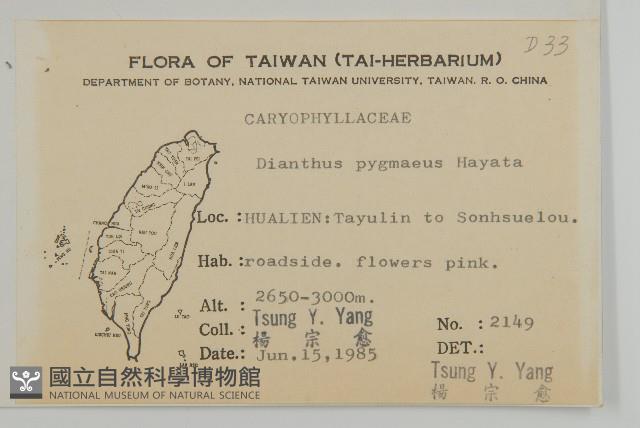 D 33
FLORA OF TAIWAN (TAI-HERBARIUM)
DEPARTMENT OF BOTANY, NATIONAL TAIWAN UNIVERSITY, TAIWAN. R. O. CHINA
CARYOPHYLLACEAE
Dianthus pygmaeus Hayata
Loc. : HUALIEN: Tayulin to Sonhsuelou.
Hab. : roadside. flowers pink.
Alt. : 2650-3000m.
Coll. : Tsung Y. Yang
楊 宗 愈
No. : 2149
Date.: Jun. 15, 1985
DET.:
Tsung Y. Yang
楊 宗 愈
國立自然科學博物館
NATIONAL MUSEUM OF NATURAL SCIENCE